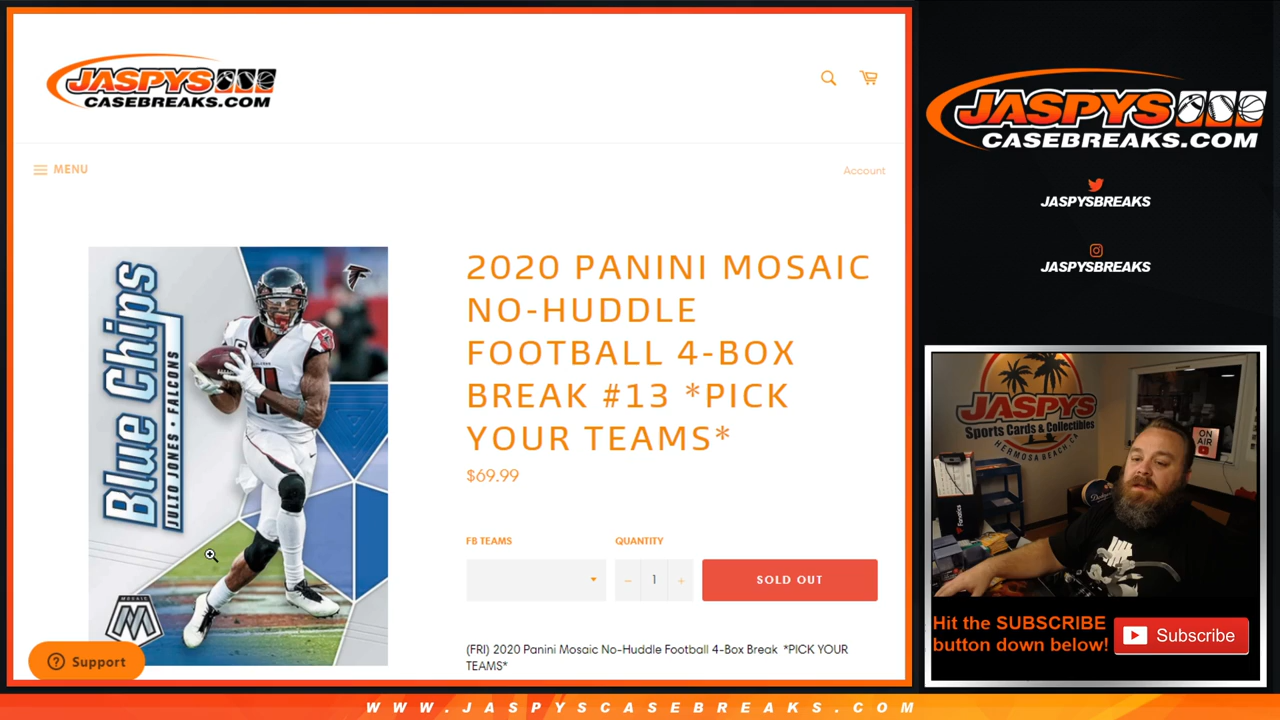 JASPYS
CASEBREAKS.COM
MENU
Account
Blue Chips
JULIO JONES • FALCONS
MOSAIC
2020 PANINI MOSAIC
NO-HUDDLE
FOOTBALL 4-BOX
BREAK #13 *PICK
YOUR TEAMS*
$69.99
FB TEAMS
QUANTITY
− 1 +
SOLD OUT
(FRI) 2020 Panini Mosaic No-Huddle Football 4-Box Break *PICK YOUR
TEAMS*
Support
JASPYS
CASEBREAKS.COM
JASPYSBREAKS
JASPYSBREAKS
JASPYS
Sports Cards & Collectibles
HERMOSA BEACH, CA
ON
AIR
Fanatics
Dodgers
Hit the SUBSCRIBE
button down below!
Subscribe
WWW.JASPYSCASEBREAKS.COM